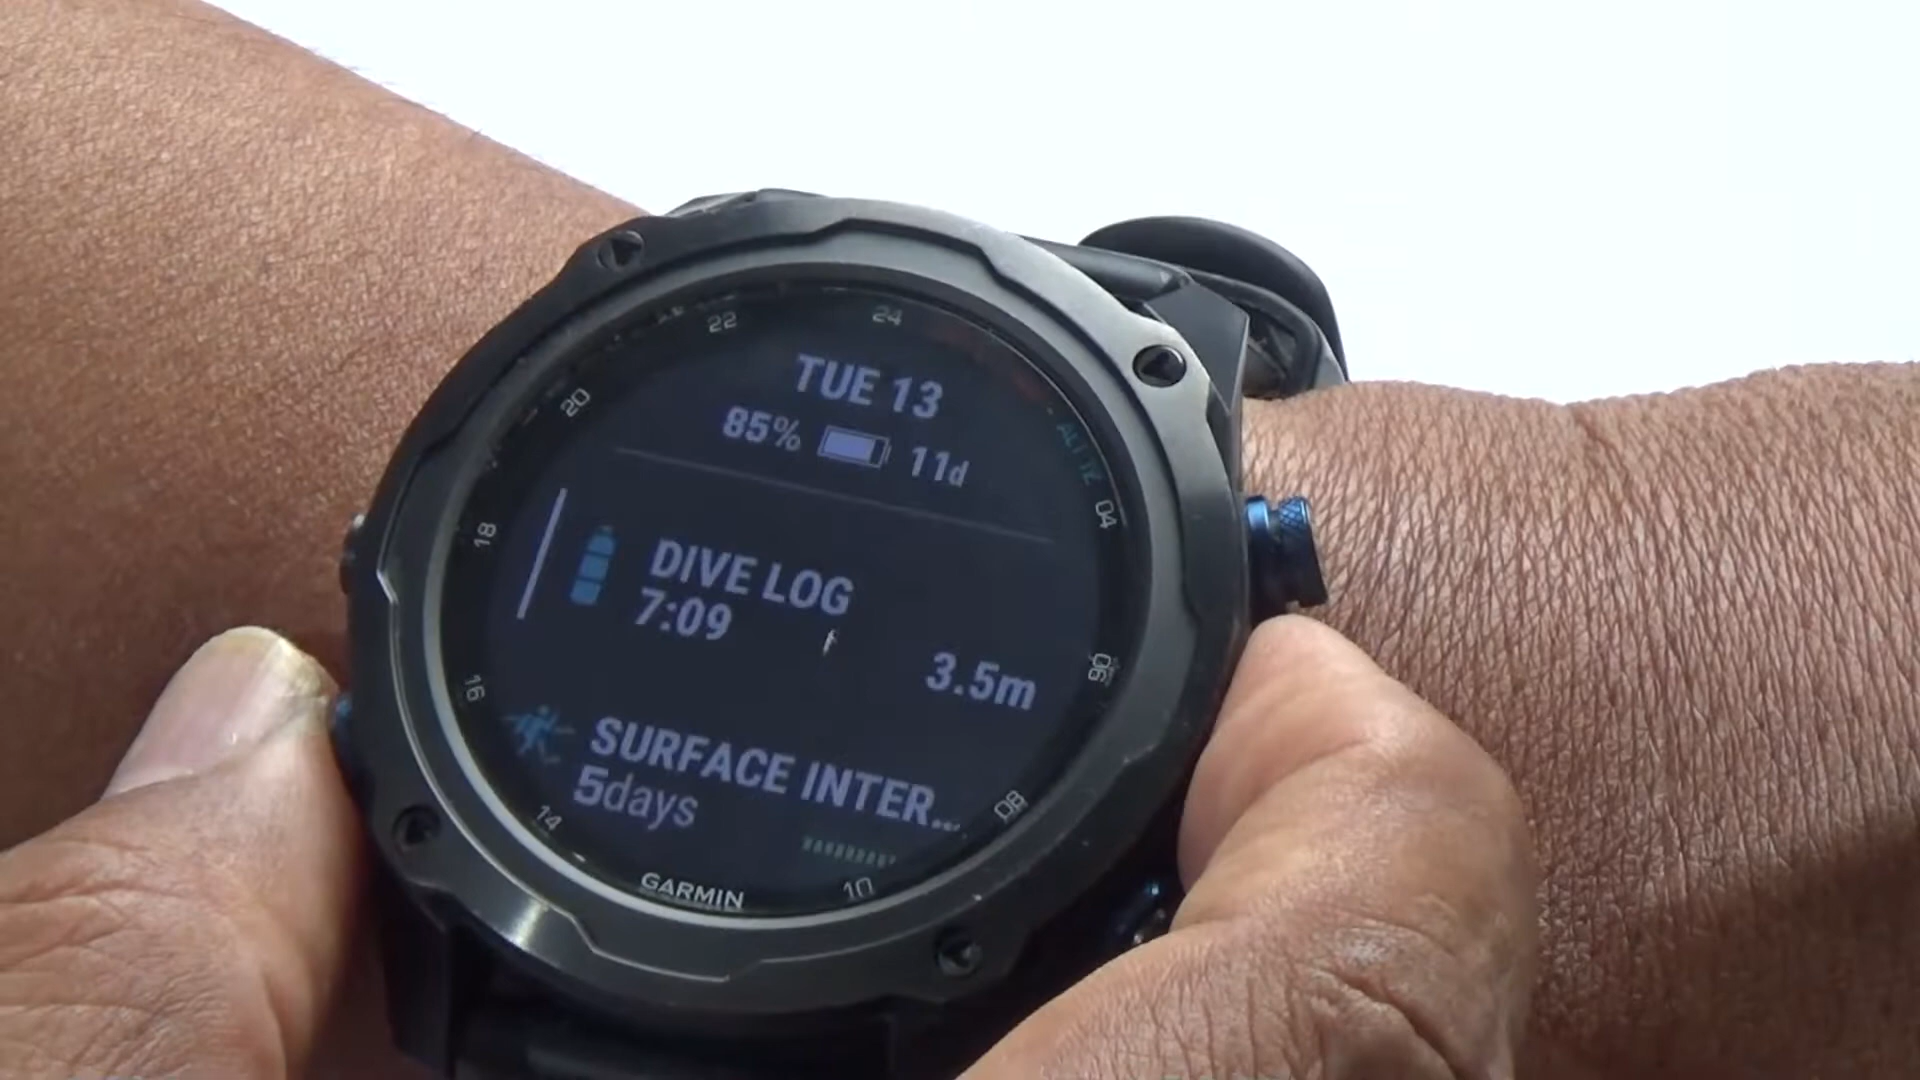 22
24
20
TUE 13
85% 11d
04
18
DIVE LOG
7:09
3.5m
06
16
SURFACE INTER...
5days
08
14
10
GARMIN